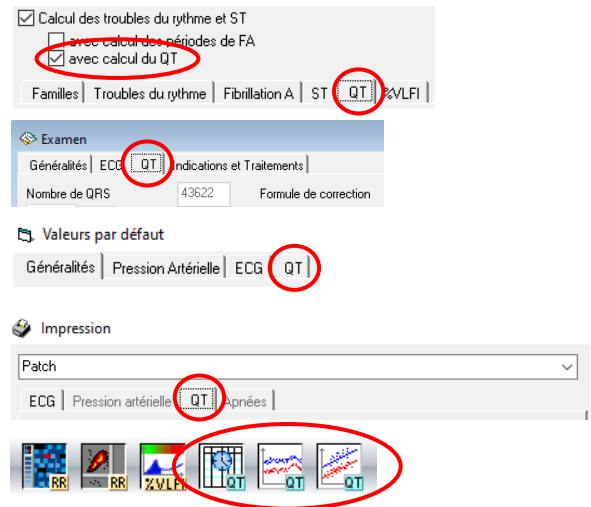 Calcul des troubles du rythme et ST
avec calcul des périodes de FA
avec calcul du QT
Familles Troubles du rythme Fibrillation A ST QT %VLFI
Examen
Généralités ECG QT Indications et Traitements
Nombre de QRS 43622 Formule de correction
Valeurs par défaut
Généralités Pression Artérielle ECG QT
Impression
Patch
ECG Pression artérielle QT Apnées
RR RR %VLFI QT QT QT